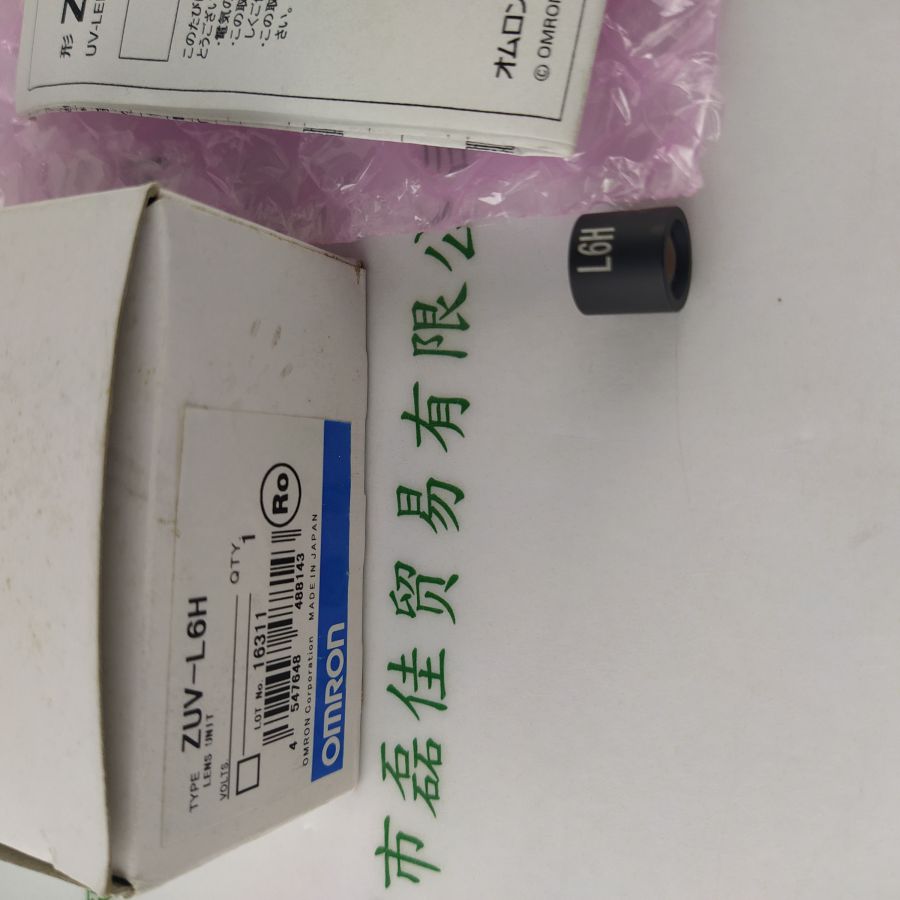 形 Z
UV-LE
このたび
とうござい
・電気の
・この取
しくご
・この取
さい。
オムロン
© OMRON
L6H
TYPE ZUV-L6H
LENS UNIT
VOLTS
QTY. 1
LOT No. 16311
4 547648 488143
Ro
OMRON Corporation MADE IN JAPAN
OMRON
市磊佳贸易有限公